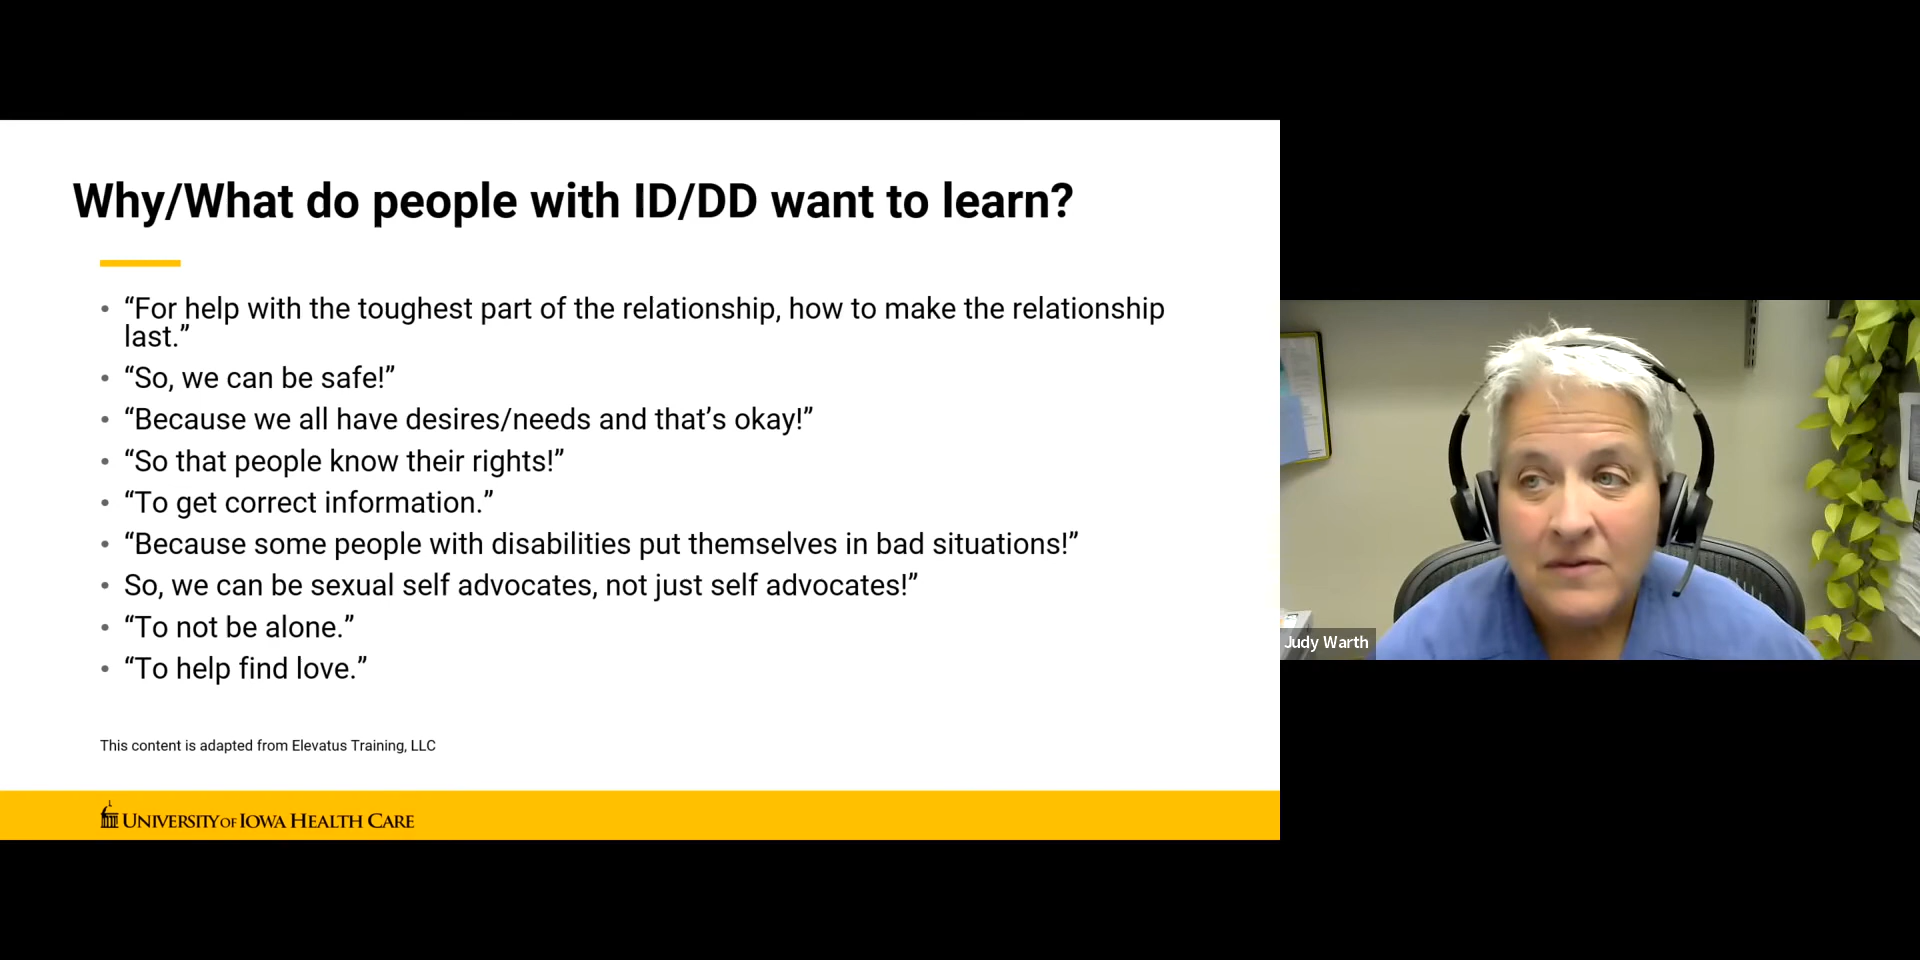 Why/What do people with ID/DD want to learn?
• “For help with the toughest part of the relationship, how to make the relationship
last.”
• “So, we can be safe!”
• “Because we all have desires/needs and that’s okay!”
• “So that people know their rights!”
• “To get correct information.”
• “Because some people with disabilities put themselves in bad situations!”
• So, we can be sexual self advocates, not just self advocates!”
• “To not be alone.”
• “To help find love.”
This content is adapted from Elevatus Training, LLC
UNIVERSITY OF IOWA HEALTH CARE
Judy Warth